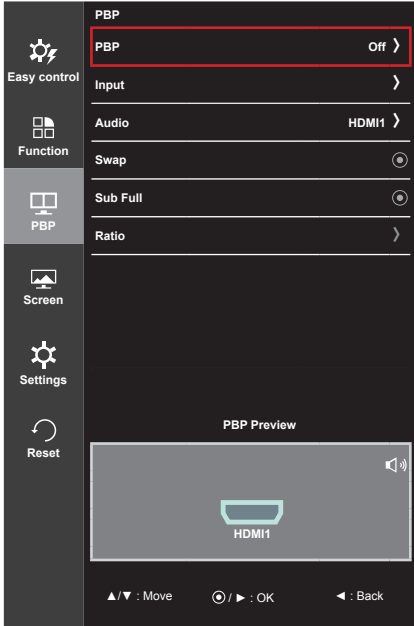 PBP
PBP Off ❯
Easy control
Input ❯
Audio HDMI1 ❯
Function
Swap
Sub Full
PBP
Ratio ❯
Screen
Settings
Reset
PBP Preview
HDMI1
▲/▼ : Move ◉ / ► : OK ◄ : Back